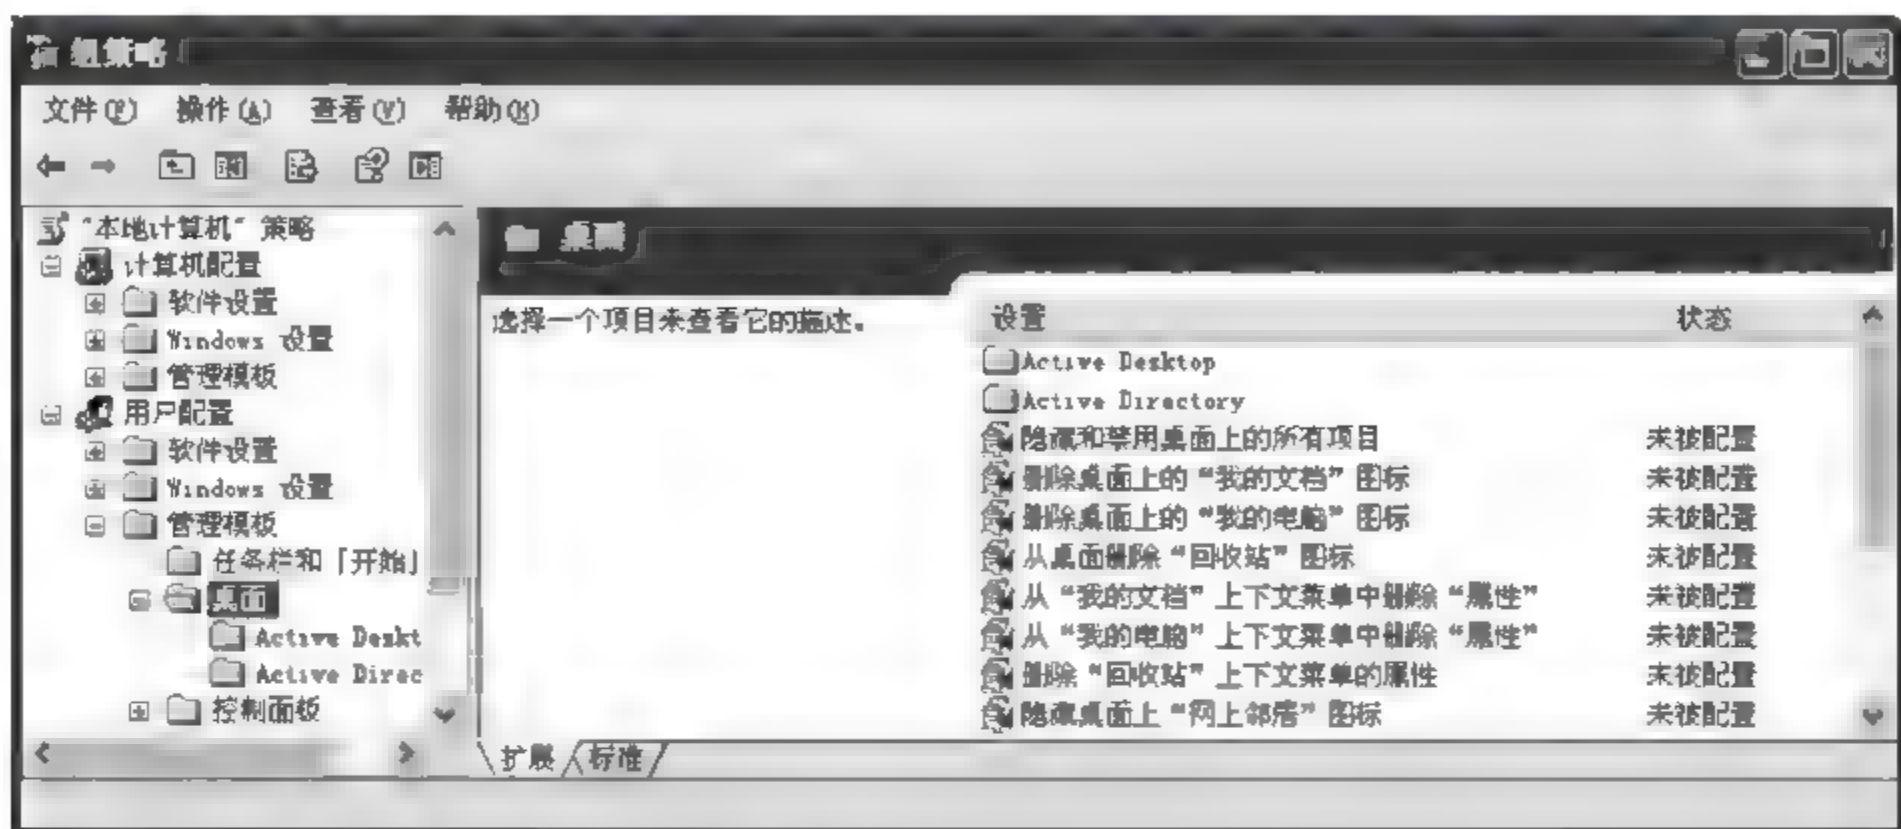 组策略
文件(F) 操作(A) 查看(V) 帮助(H)
“本地计算机”策略
计算机配置
软件设置
Windows 设置
管理模板
用户配置
软件设置
Windows 设置
管理模板
任务栏和「开始」
桌面
Active Deskt
Active Direc
控制面板
桌面
选择一个项目来查看它的描述。
设置 状态
Active Desktop
Active Directory
隐藏和禁用桌面上的所有项目 未被配置
删除桌面上的“我的文档”图标 未被配置
删除桌面上的“我的电脑”图标 未被配置
从桌面删除“回收站”图标 未被配置
从“我的文档”上下文菜单中删除“属性” 未被配置
从“我的电脑”上下文菜单中删除“属性” 未被配置
删除“回收站”上下文菜单的属性 未被配置
隐藏桌面上“网上邻居”图标 未被配置
扩展 标准